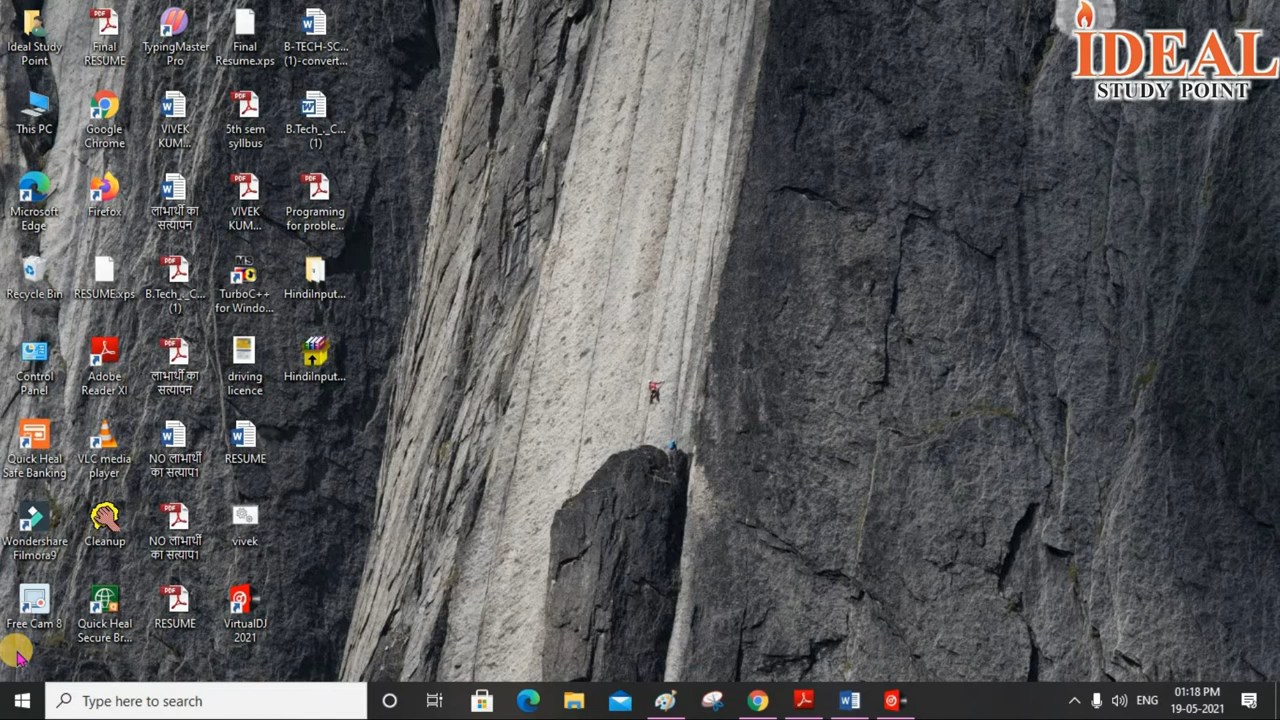 IDEAL
STUDY POINT
Ideal Study
Point
Final
RESUME
TypingMaster
Pro
Final
Resume.xps
B-TECH-SC...
(1)-convert...
This PC
Google
Chrome
VIVEK
KUM...
5th sem
syllbus
B.Tech_._C...
(1)
Microsoft
Edge
Firefox
लाभार्थी का
सत्यापन
VIVEK
KUM...
Programing
for proble...
Recycle Bin
RESUME.xps
B.Tech_._C...
(1)
TurboC++
for Windo...
HindiInput...
Control
Panel
Adobe
Reader XI
लाभार्थी का
सत्यापन
driving
licence
HindiInput...
Quick Heal
Safe Banking
VLC media
player
NO लाभार्थी
का सत्याप1
RESUME
Wondershare
Filmora9
Cleanup
NO लाभार्थी
का सत्याप1
vivek
Free Cam 8
Quick Heal
Secure Br...
RESUME
VirtualDJ
2021
Type here to search
ENG
01:18 PM
19-05-2021